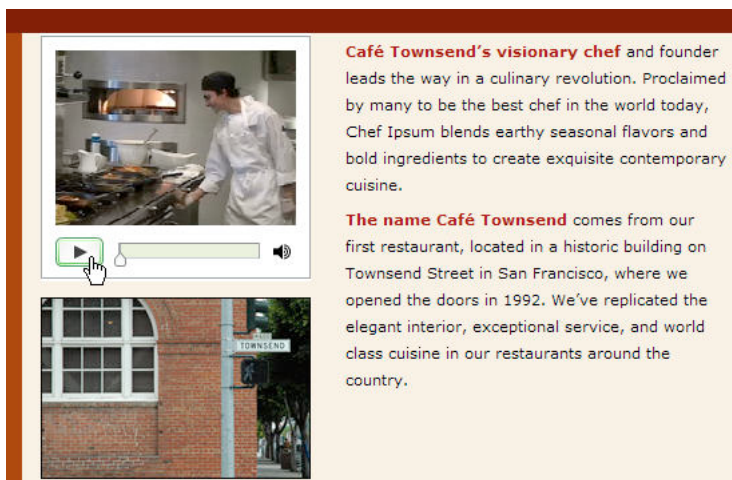 Café Townsend's visionary chef and founder
leads the way in a culinary revolution. Proclaimed
by many to be the best chef in the world today,
Chef Ipsum blends earthy seasonal flavors and
bold ingredients to create exquisite contemporary
cuisine.
The name Café Townsend comes from our
first restaurant, located in a historic building on
Townsend Street in San Francisco, where we
opened the doors in 1992. We've replicated the
elegant interior, exceptional service, and world
class cuisine in our restaurants around the
country.
TOWNSEND